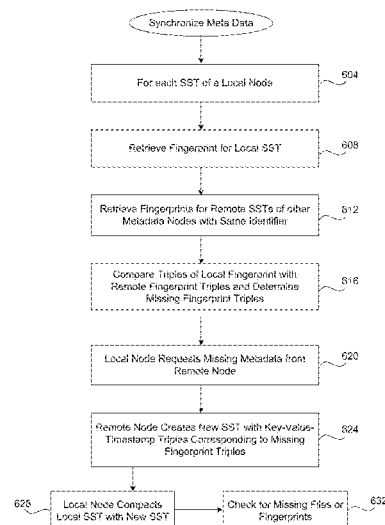 Synchronize Meta Data
For each SST of a Local Node
604
Retrieve Fingerprint for Local SST
608
Retrieve Fingerprints for Remote SSTs of other
Metadata Nodes with Same Identifier
612
Compare Triples of Local Fingerprint with
Remote Fingerprint Triples and Determine
Missing Fingerprint Triples
616
Local Node Requests Missing Metadata from
Remote Node
620
Remote Node Creates New SST with Key-Value-
Timestamp Triples Corresponding to Missing
Fingerprint Triples
624
628
Local Node Compacts
Local SST with New SST
Check for Missing Files or
Fingerprints
632